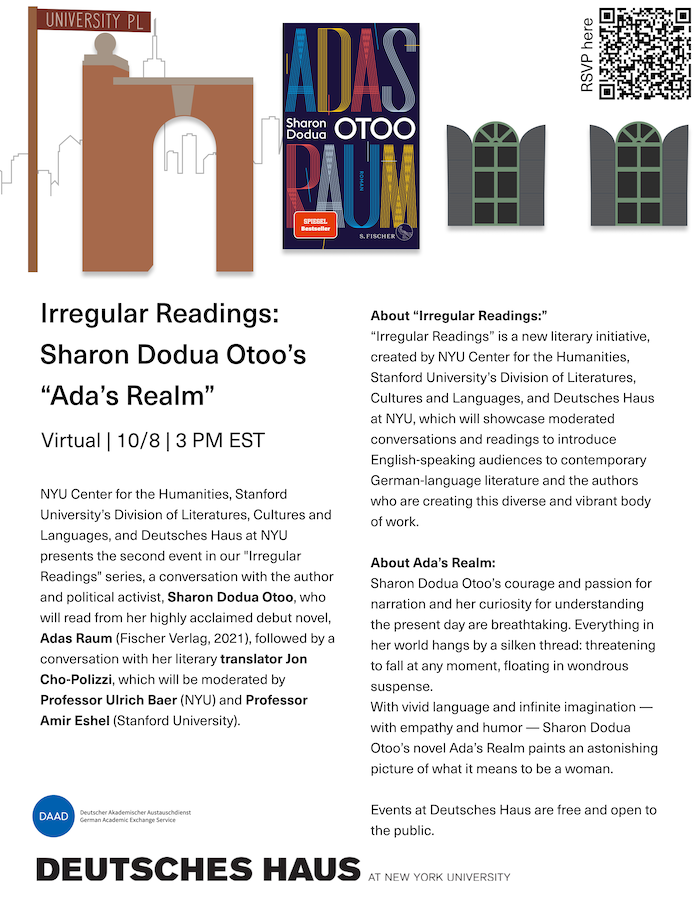 UNIVERSITY PL
ADAS
Sharon
Dodua
OTOO
RAUM
ROMAN
SPIEGEL
Bestseller
S. FISCHER
RSVP here
Irregular Readings:
Sharon Dodua Otoo’s
“Ada’s Realm”
Virtual | 10/8 | 3 PM EST
NYU Center for the Humanities, Stanford
University’s Division of Literatures, Cultures and
Languages, and Deutsches Haus at NYU
presents the second event in our "Irregular
Readings" series, a conversation with the author
and political activist, Sharon Dodua Otoo, who
will read from her highly acclaimed debut novel,
Adas Raum (Fischer Verlag, 2021), followed by a
conversation with her literary translator Jon
Cho-Polizzi, which will be moderated by
Professor Ulrich Baer (NYU) and Professor
Amir Eshel (Stanford University).
About “Irregular Readings:”
“Irregular Readings” is a new literary initiative,
created by NYU Center for the Humanities,
Stanford University’s Division of Literatures,
Cultures and Languages, and Deutsches Haus
at NYU, which will showcase moderated
conversations and readings to introduce
English-speaking audiences to contemporary
German-language literature and the authors
who are creating this diverse and vibrant body
of work.
About Ada’s Realm:
Sharon Dodua Otoo’s courage and passion for
narration and her curiosity for understanding
the present day are breathtaking. Everything in
her world hangs by a silken thread: threatening
to fall at any moment, floating in wondrous
suspense.
With vivid language and infinite imagination —
with empathy and humor — Sharon Dodua
Otoo’s novel Ada’s Realm paints an astonishing
picture of what it means to be a woman.
Events at Deutsches Haus are free and open to
the public.
DAAD
Deutscher Akademischer Austauschdienst
German Academic Exchange Service
DEUTSCHES HAUS AT NEW YORK UNIVERSITY